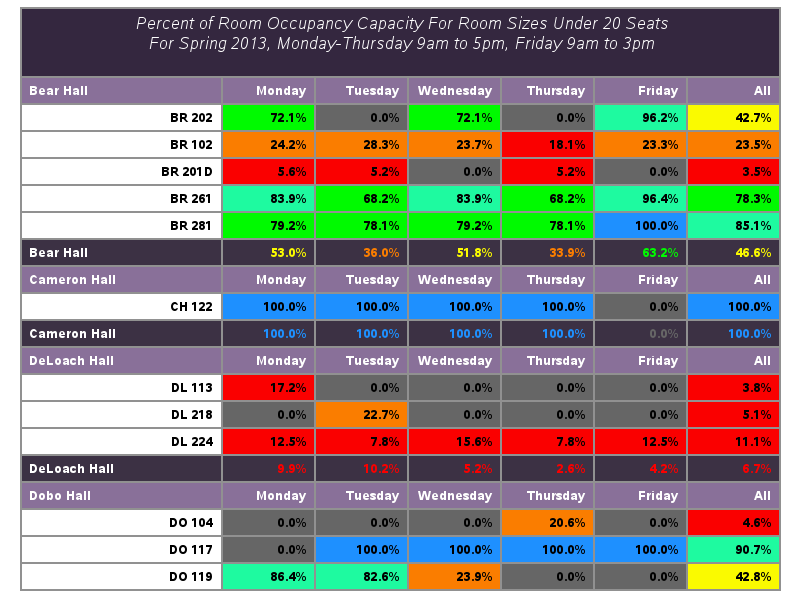 Percent of Room Occupancy Capacity For Room Sizes Under 20 Seats
For Spring 2013, Monday-Thursday 9am to 5pm, Friday 9am to 3pm
Bear Hall Monday Tuesday Wednesday Thursday Friday All
BR 202 72.1% 0.0% 72.1% 0.0% 96.2% 42.7%
BR 102 24.2% 28.3% 23.7% 18.1% 23.3% 23.5%
BR 201D 5.6% 5.2% 0.0% 5.2% 0.0% 3.5%
BR 261 83.9% 68.2% 83.9% 68.2% 96.4% 78.3%
BR 281 79.2% 78.1% 79.2% 78.1% 100.0% 85.1%
Bear Hall 53.0% 36.0% 51.8% 33.9% 63.2% 46.6%
Cameron Hall Monday Tuesday Wednesday Thursday Friday All
CH 122 100.0% 100.0% 100.0% 100.0% 0.0% 100.0%
Cameron Hall 100.0% 100.0% 100.0% 100.0% 0.0% 100.0%
DeLoach Hall Monday Tuesday Wednesday Thursday Friday All
DL 113 17.2% 0.0% 0.0% 0.0% 0.0% 3.8%
DL 218 0.0% 22.7% 0.0% 0.0% 0.0% 5.1%
DL 224 12.5% 7.8% 15.6% 7.8% 12.5% 11.1%
DeLoach Hall 9.9% 10.2% 5.2% 2.6% 4.2% 6.7%
Dobo Hall Monday Tuesday Wednesday Thursday Friday All
DO 104 0.0% 0.0% 0.0% 20.6% 0.0% 4.6%
DO 117 0.0% 100.0% 100.0% 100.0% 100.0% 90.7%
DO 119 86.4% 82.6% 23.9% 0.0% 0.0% 42.8%